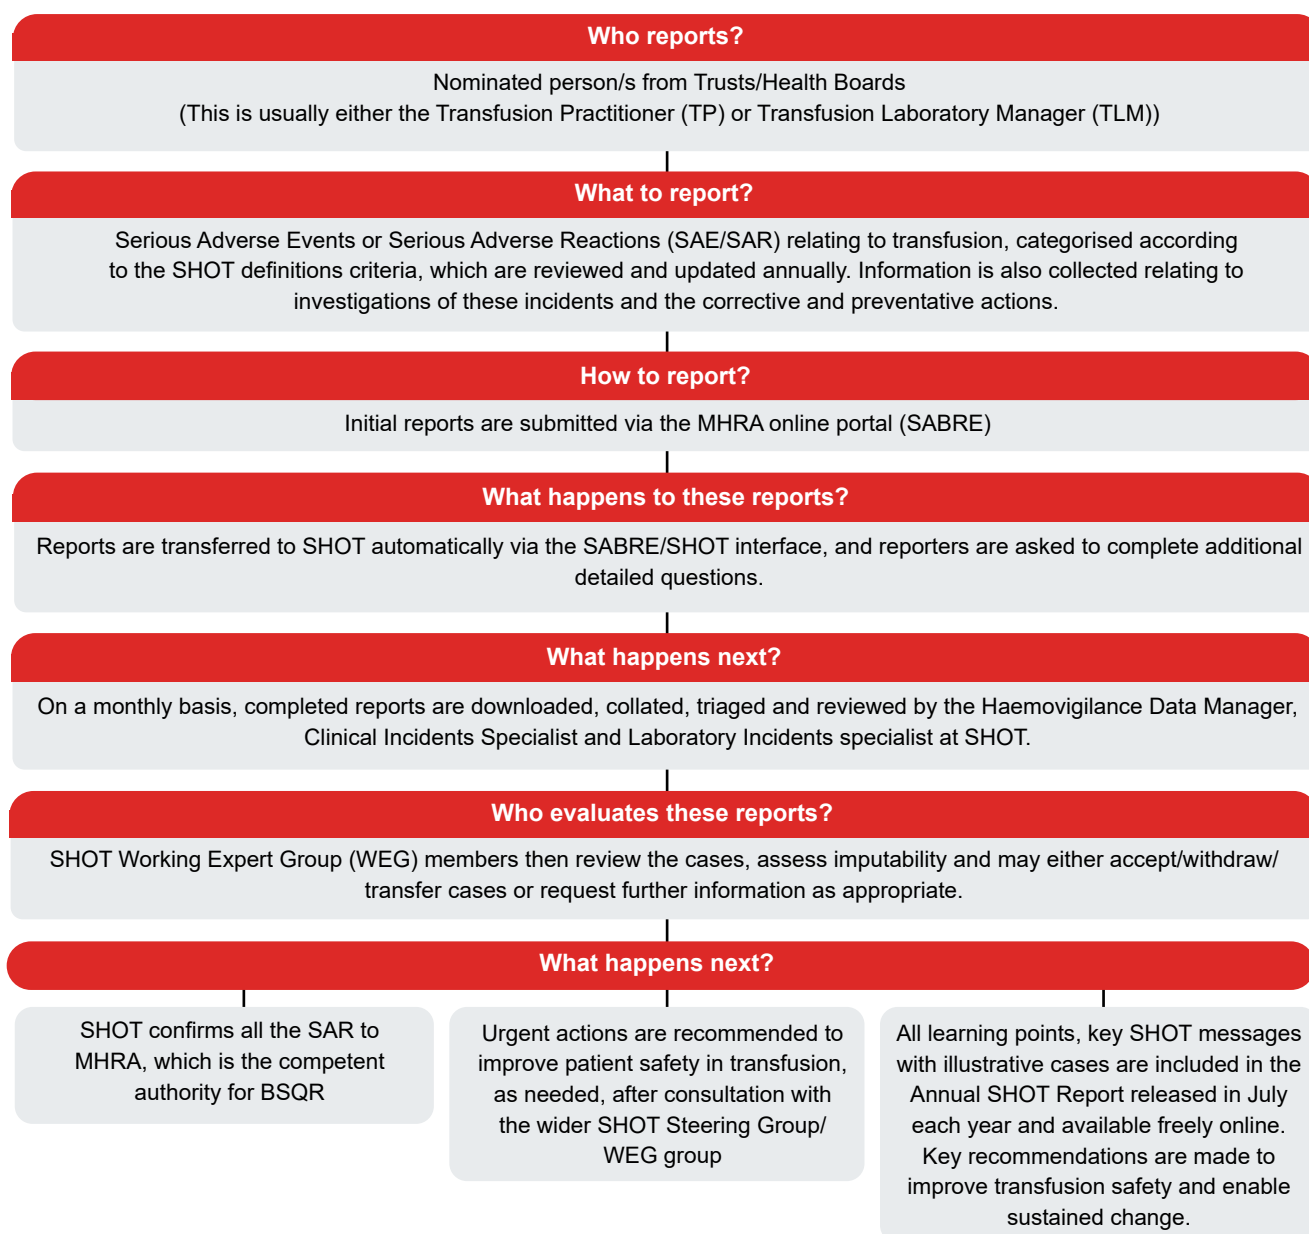 Who reports?
Nominated person/s from Trusts/Health Boards
(This is usually either the Transfusion Practitioner (TP) or Transfusion Laboratory Manager (TLM))
What to report?
Serious Adverse Events or Serious Adverse Reactions (SAE/SAR) relating to transfusion, categorised according
to the SHOT definitions criteria, which are reviewed and updated annually. Information is also collected relating to
investigations of these incidents and the corrective and preventative actions.
How to report?
Initial reports are submitted via the MHRA online portal (SABRE)
What happens to these reports?
Reports are transferred to SHOT automatically via the SABRE/SHOT interface, and reporters are asked to complete additional
detailed questions.
What happens next?
On a monthly basis, completed reports are downloaded, collated, triaged and reviewed by the Haemovigilance Data Manager,
Clinical Incidents Specialist and Laboratory Incidents specialist at SHOT.
Who evaluates these reports?
SHOT Working Expert Group (WEG) members then review the cases, assess imputability and may either accept/withdraw/
transfer cases or request further information as appropriate.
What happens next?
SHOT confirms all the SAR to
MHRA, which is the competent
authority for BSQR
Urgent actions are recommended to
improve patient safety in transfusion,
as needed, after consultation with
the wider SHOT Steering Group/
WEG group
All learning points, key SHOT messages
with illustrative cases are included in the
Annual SHOT Report released in July
each year and available freely online.
Key recommendations are made to
improve transfusion safety and enable
sustained change.